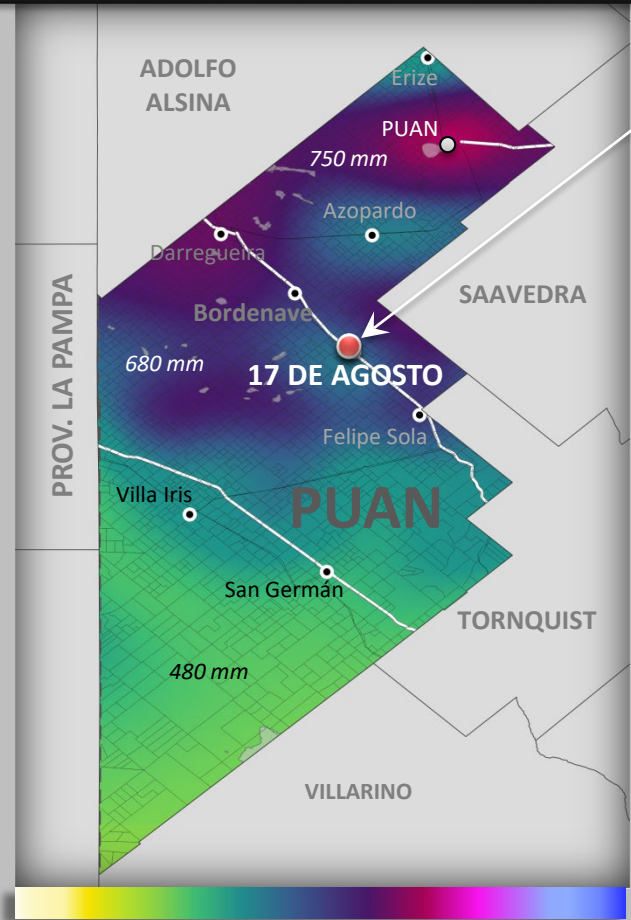 ADOLFO
ALSINA
Erize
PUAN
750 mm
Azopardo
Darregueira
SAAVEDRA
Bordenave
PROV. LA PAMPA
680 mm
17 DE AGOSTO
Felipe Sola
Villa Iris
PUAN
San Germán
TORNQUIST
480 mm
VILLARINO